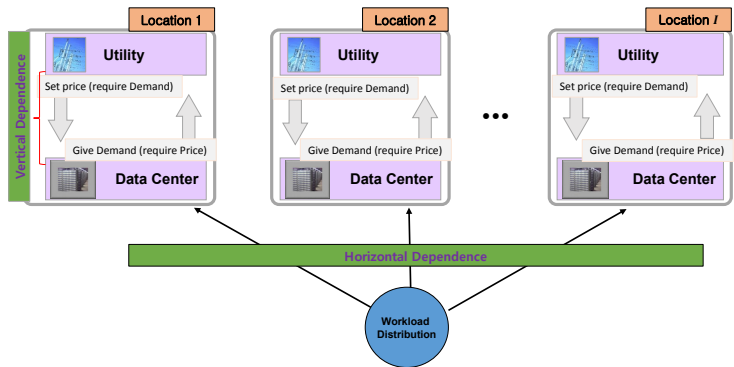 Location 1
Location 2
Location I
Utility
Utility
Utility
Set price (require Demand)
Set price (require Demand)
Set price (require Demand)
•••
Vertical Dependence
Give Demand (require Price)
Give Demand (require Price)
Give Demand (require Price)
Data Center
Data Center
Data Center
Horizontal Dependence
Workload
Distribution